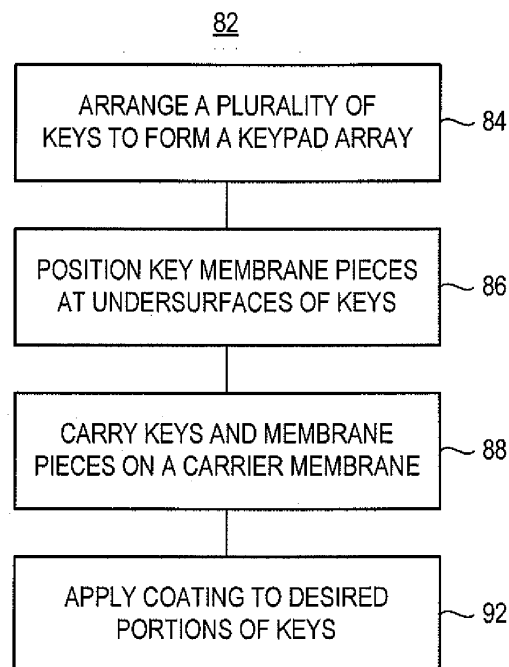 82
ARRANGE A PLURALITY OF
KEYS TO FORM A KEYPAD ARRAY
84
POSITION KEY MEMBRANE PIECES
AT UNDERSURFACES OF KEYS
86
CARRY KEYS AND MEMBRANE
PIECES ON A CARRIER MEMBRANE
88
APPLY COATING TO DESIRED
PORTIONS OF KEYS
92